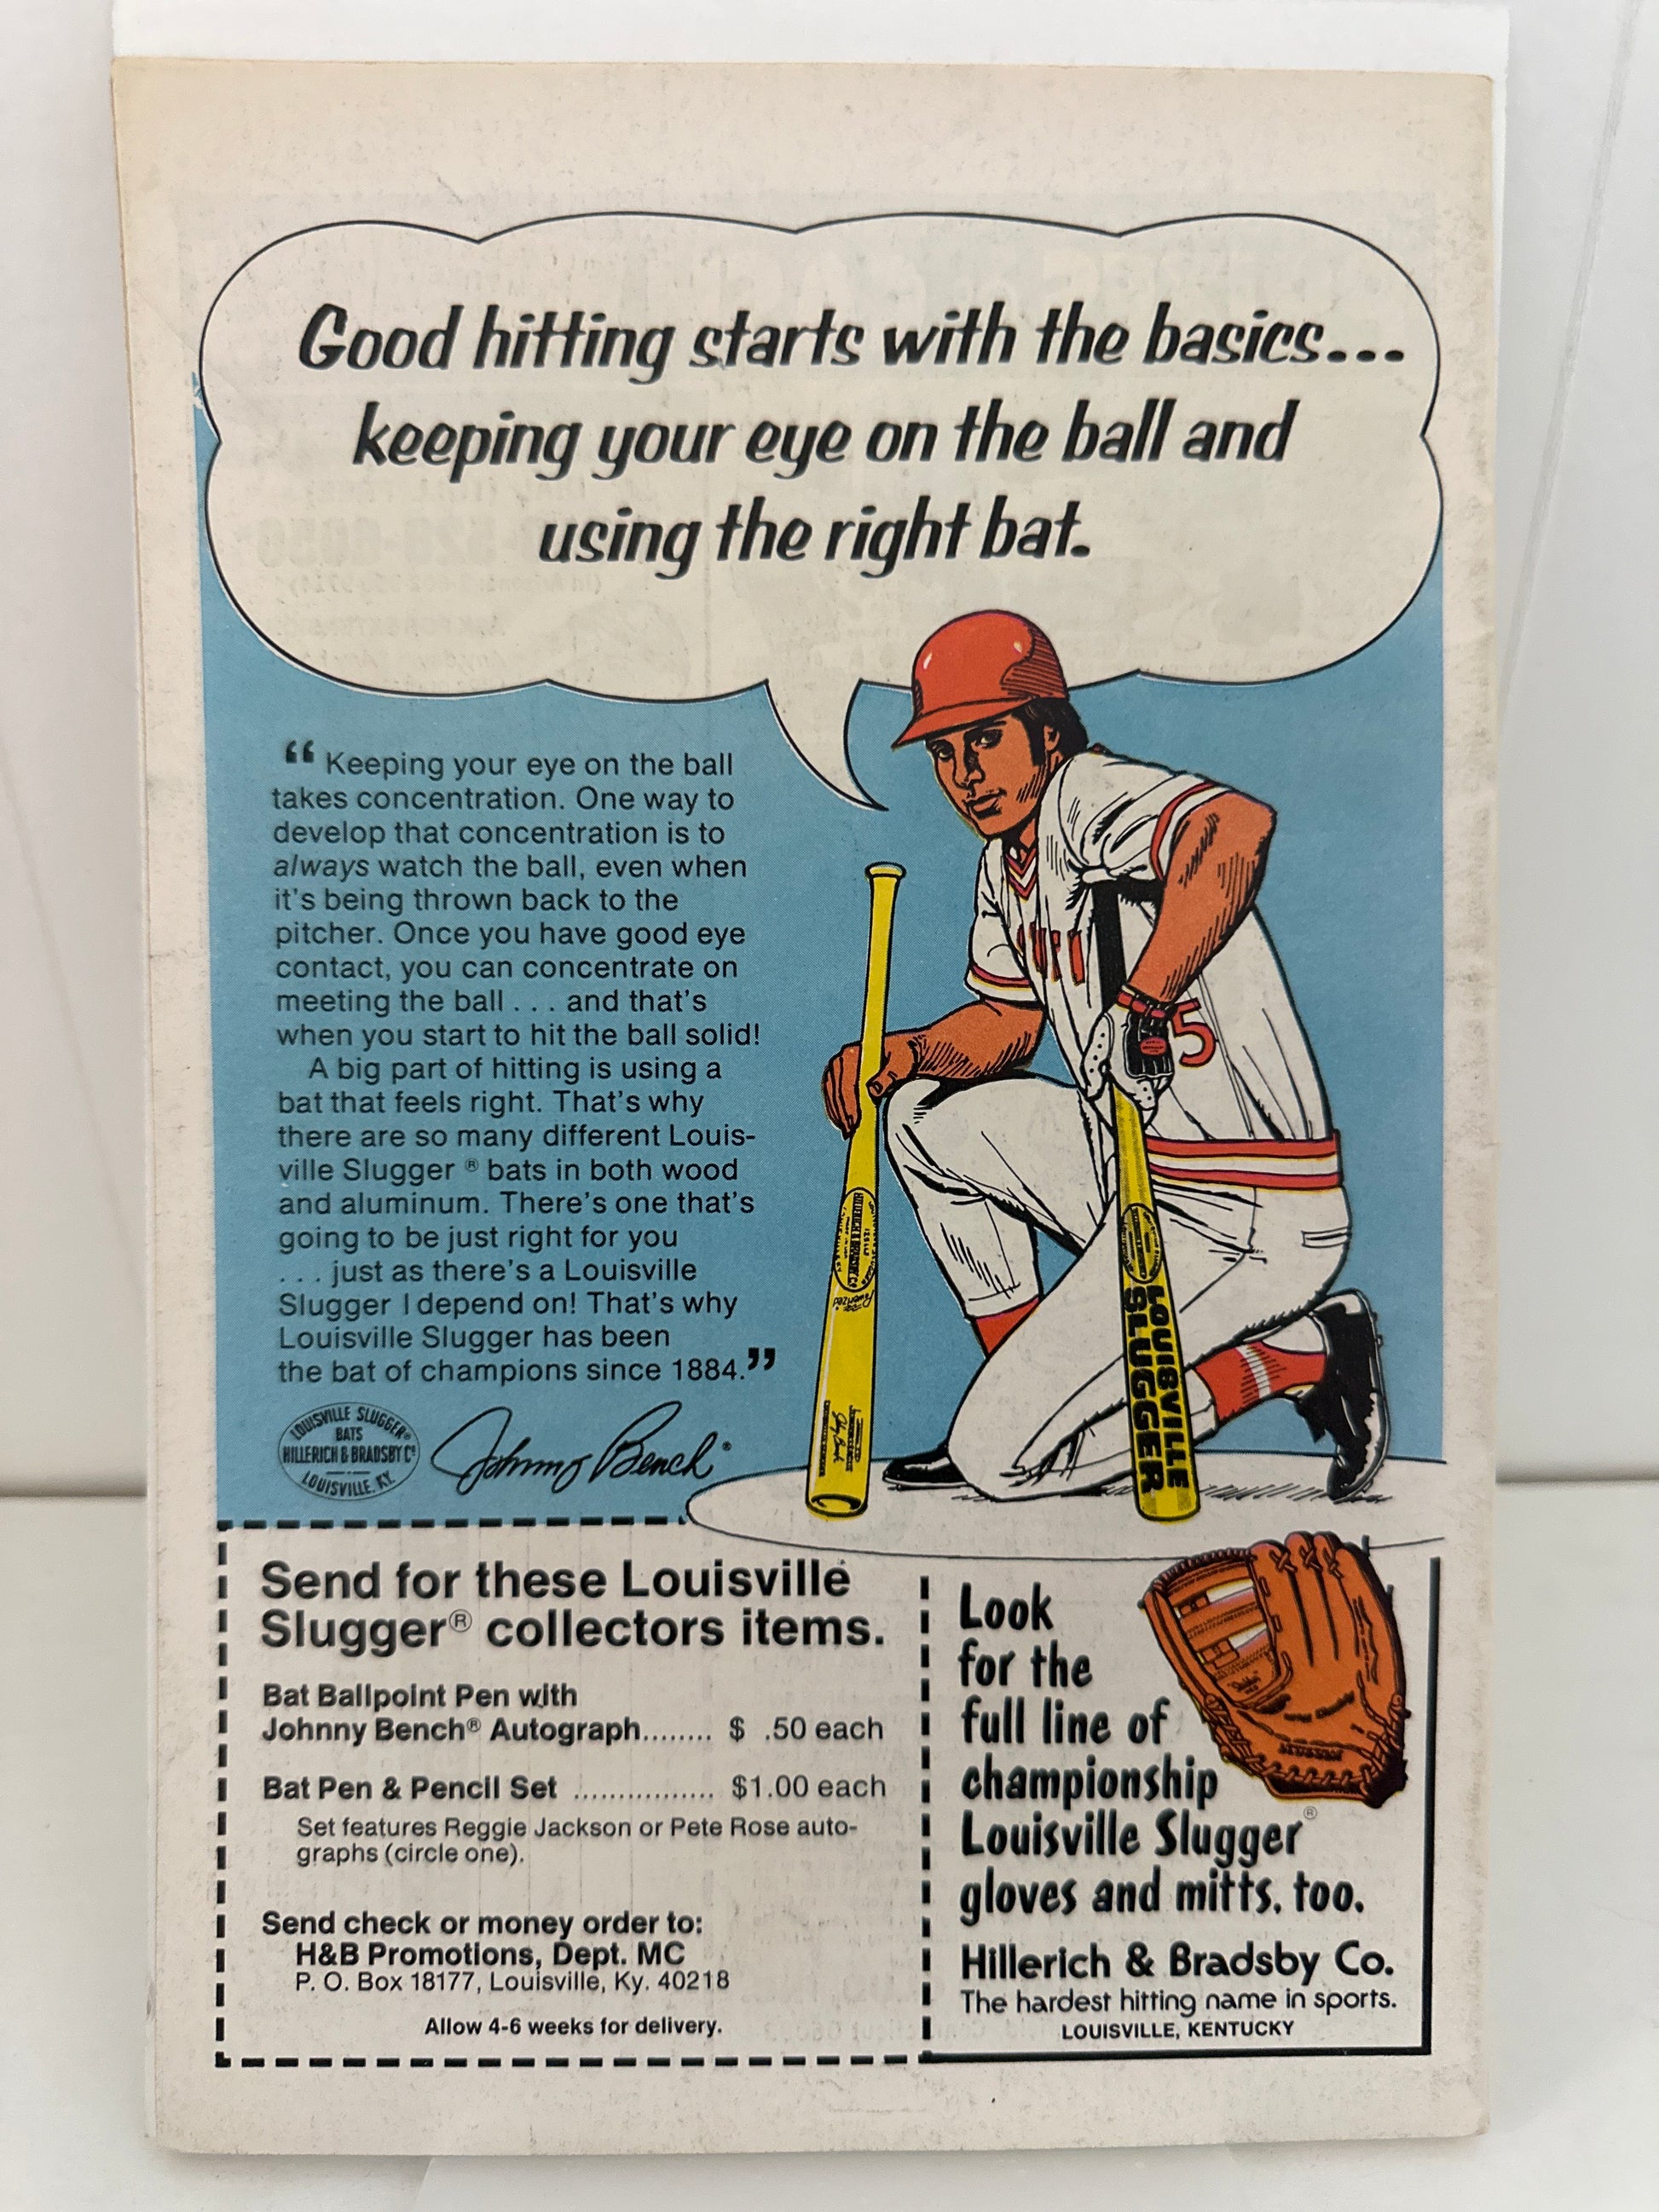 Good hitting starts with the basics...
keeping your eye on the ball and
using the right bat.
“ Keeping your eye on the ball
takes concentration. One way to
develop that concentration is to
always watch the ball, even when
it's being thrown back to the
pitcher. Once you have good eye
contact, you can concentrate on
meeting the ball . . . and that's
when you start to hit the ball solid!
A big part of hitting is using a
bat that feels right. That's why
there are so many different Louis-
ville Slugger ® bats in both wood
and aluminum. There's one that's
going to be just right for you
. . . just as there's a Louisville
Slugger I depend on! That's why
Louisville Slugger has been
the bat of champions since 1884.”
LOUISVILLE SLUGGER®
BATS
HILLERICH & BRADSBY Cº
LOUISVILLE, KY.
Johnny Bench®
5
HILLERICH & BRADSBY Co
Powerized
LOUISVILLE
SLUGGER
Send for these Louisville
Slugger® collectors items.
Bat Ballpoint Pen with
Johnny Bench® Autograph........ $ .50 each
Bat Pen & Pencil Set ................ $1.00 each
Set features Reggie Jackson or Pete Rose auto-
graphs (circle one).
Send check or money order to:
H&B Promotions, Dept. MC
P. O. Box 18177, Louisville, Ky. 40218
Allow 4-6 weeks for delivery.
Look
for the
full line of
championship
Louisville Slugger®
gloves and mitts, too.
Hillerich & Bradsby Co.
The hardest hitting name in sports.
LOUISVILLE, KENTUCKY